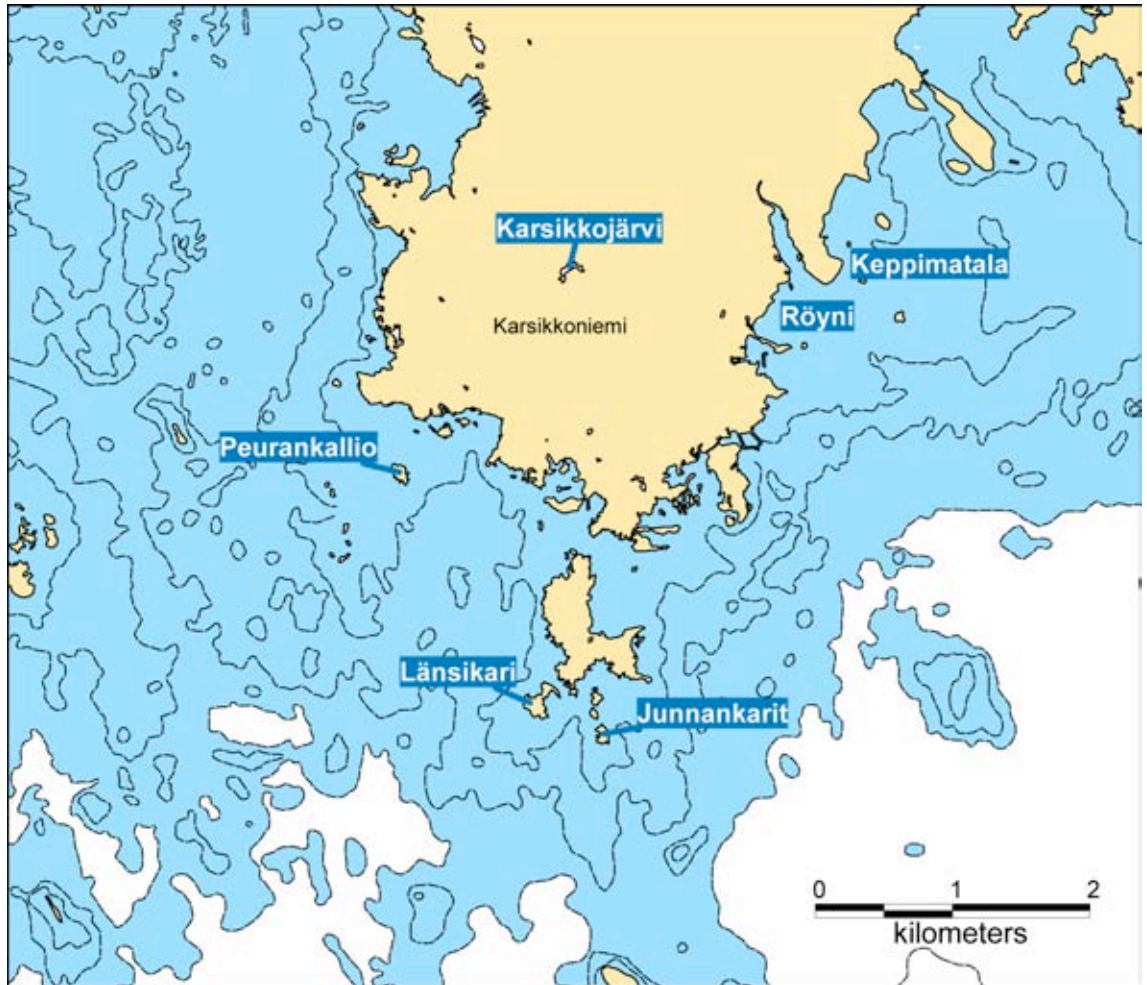 Karsikkojärvi
Keppimatala
Röyni
Karsikkoniemi
Peurankallio
Länsikari
Junnankarit
0 1 2
kilometers